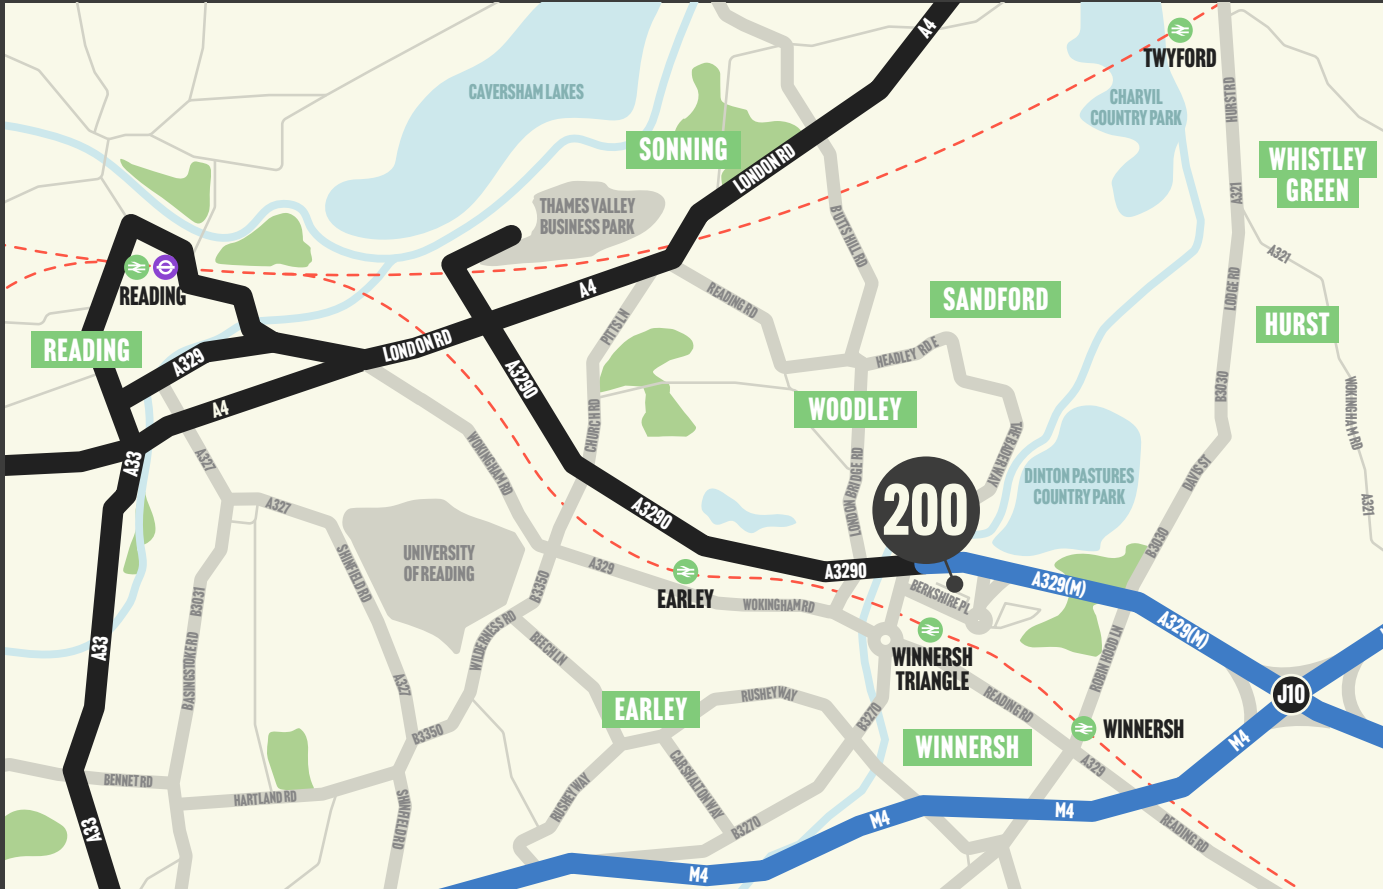 A4
TWYFORD
CAVERSHAM LAKES
CHARVIL
COUNTRY PARK
HURST RD
SONNING
LONDON RD
WHISTLEY
GREEN
A321
THAMES VALLEY
BUSINESS PARK
BUTTS HILL RD
A321
READING
A4
READING RD
SANDFORD
LODGE RD
HURST
PITTS LN
READING
A329
LONDON RD
HEADLEY RD E
A3290
B3030
WOKINGHAM RD
A4
WOODLEY
CHURCH RD
THE BADER WAY
A33
A327
WOKINGHAM RD
LONDON BRIDGE RD
DINTON PASTURES
COUNTRY PARK
DAVIS ST
A321
A327
A3290
200
B3030
UNIVERSITY
OF READING
SHINFIELD RD
A329
A3290
A329(M)
B3031
B3350
EARLEY
WOKINGHAM RD
BERKSHIRE PL
A329(M)
A33
BASINGSTOKE RD
WILDERNESS RD
BEECH LN
WINNERSH
TRIANGLE
ROBIN HOOD LN
A327
EARLEY
RUSHEY WAY
READING RD
J10
B3350
B3270
WINNERSH
WINNERSH
M4
BENNET RD
HARTLAND RD
RUSHEY WAY
CARSHALTON WAY
A329
A33
SHINFIELD RD
B3270
M4
M4
READING RD
M4